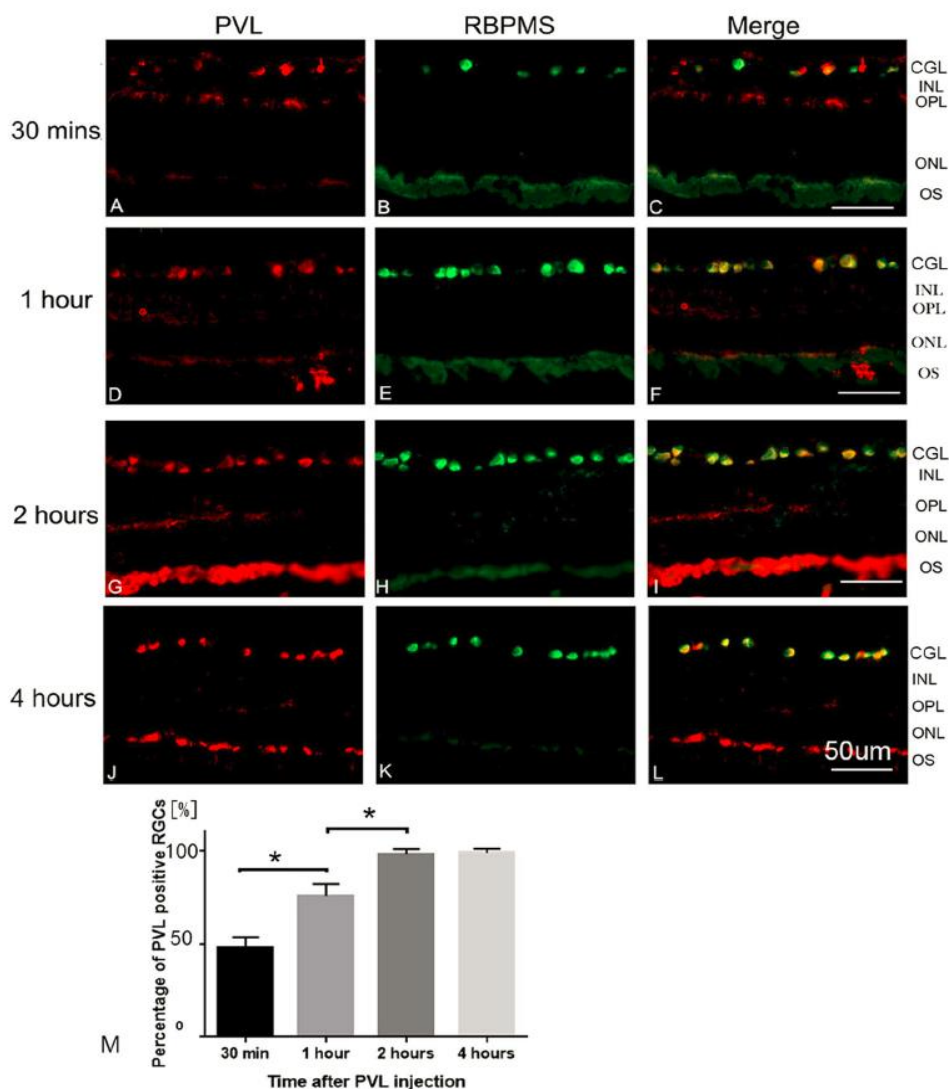 PVL RBPMS Merge
30 mins
A B C
CGL
INL
OPL
ONL
OS
1 hour
D E F
CGL
INL
OPL
ONL
OS
2 hours
G H I
CGL
INL
OPL
ONL
OS
4 hours
J K L
CGL
INL
OPL
ONL
OS
50um
M
Percentage of PVL positive RGCs
[%]
100
50
0
* *
30 min 1 hour 2 hours 4 hours
Time after PVL injection